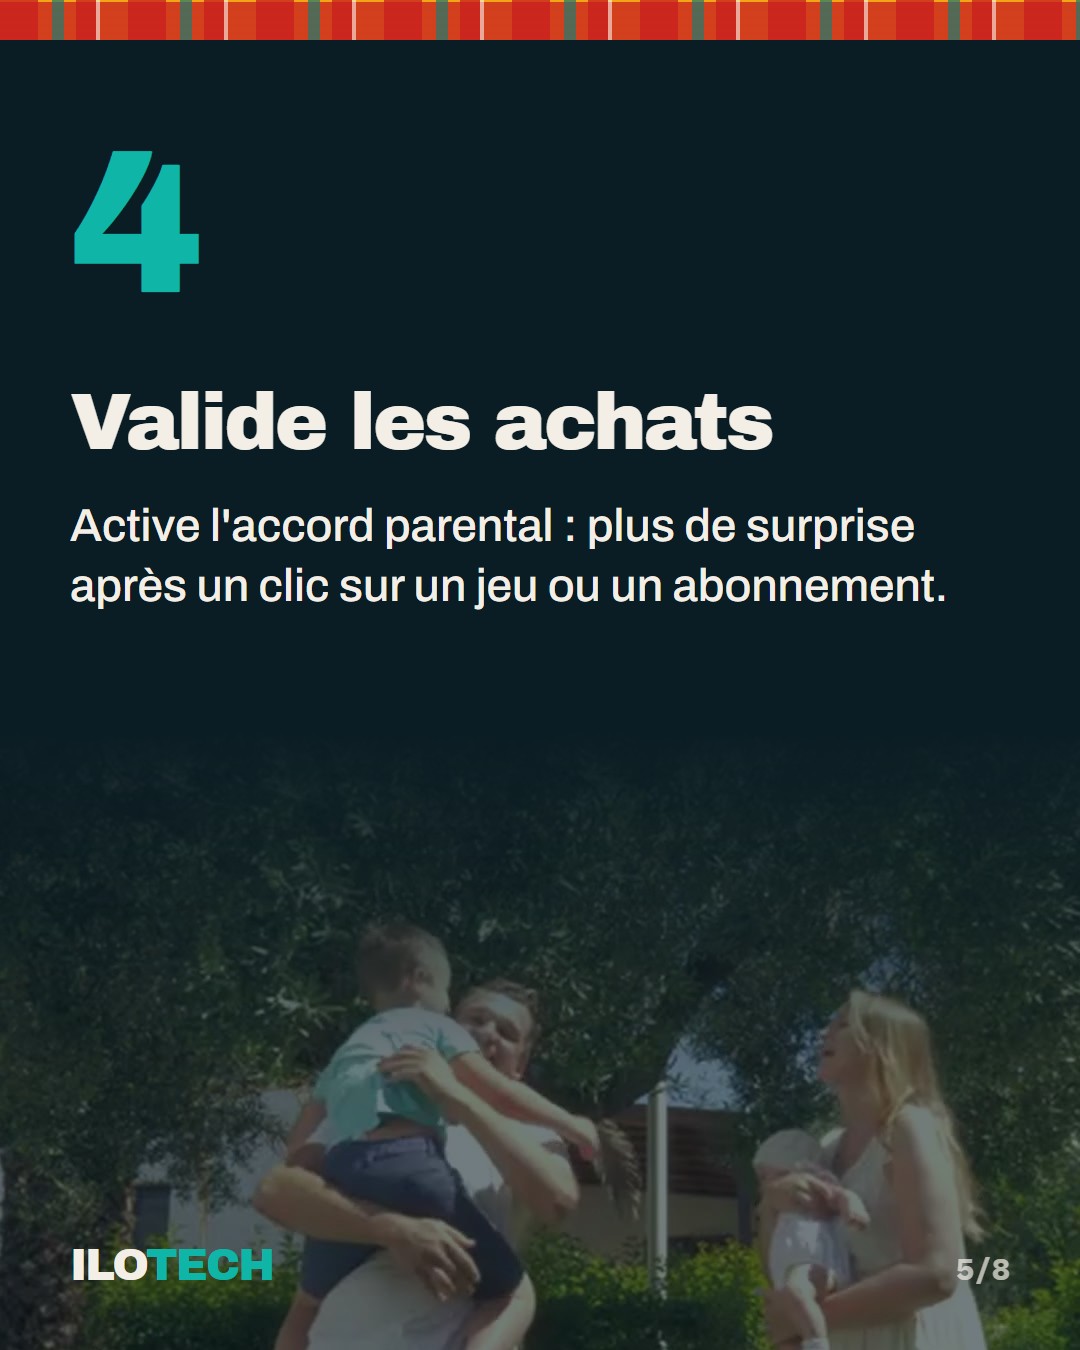 4
Valide les achats
Active l'accord parental : plus de surprise
après un clic sur un jeu ou un abonnement.
ILOTECH
5/8